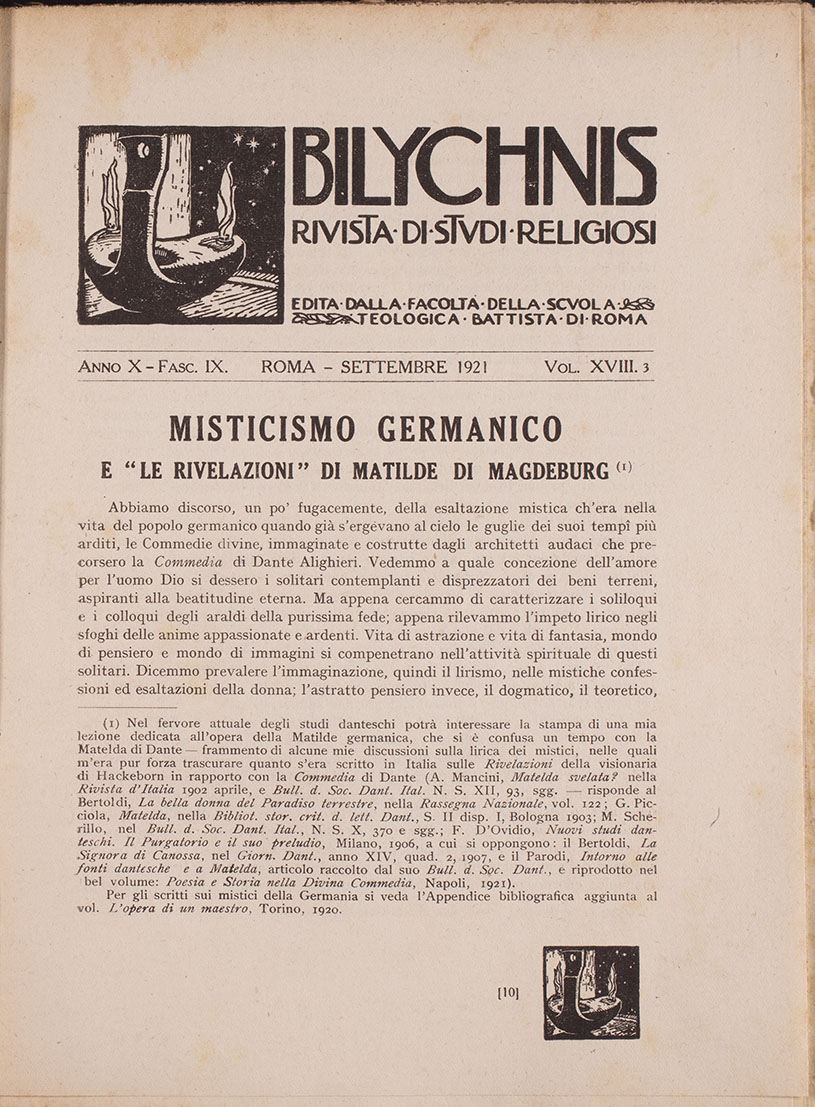 BILYCHNIS
RIVISTA·DI·STVDI·RELIGIOSI
EDITA·DALLA·FACOLTÀ·DELLA·SCVOLA·
TEOLOGICA·BATTISTA·DI·ROMA
ANNO X - FASC. IX. ROMA - SETTEMBRE 1921 VOL. XVIII. 3
MISTICISMO GERMANICO
E "LE RIVELAZIONI" DI MATILDE DI MAGDEBURG (1)
Abbiamo discorso, un po' fugacemente, della esaltazione mistica ch'era nella
vita del popolo germanico quando già s'ergevano al cielo le guglie dei suoi tempî più
arditi, le Commedie divine, immaginate e costrutte dagli architetti audaci che pre-
corsero la Commedia di Dante Alighieri. Vedemmo a quale concezione dell'amore
per l'uomo Dio si dessero i solitari contemplanti e disprezzatori dei beni terreni,
aspiranti alla beatitudine eterna. Ma appena cercammo di caratterizzare i soliloqui
e i colloqui degli araldi della purissima fede; appena rilevammo l'impeto lirico negli
sfoghi delle anime appassionate e ardenti. Vita di astrazione e vita di fantasia, mondo
di pensiero e mondo di immagini si compenetrano nell'attività spirituale di questi
solitari. Dicemmo prevalere l'immaginazione, quindi il lirismo, nelle mistiche confes-
sioni ed esaltazioni della donna; l'astratto pensiero invece, il dogmatico, il teoretico,
(1) Nel fervore attuale degli studi danteschi potrà interessare la stampa di una mia
lezione dedicata all'opera della Matilde germanica, che si è confusa un tempo con la
Matelda di Dante — frammento di alcune mie discussioni sulla lirica dei mistici, nelle quali
m'era pur forza trascurare quanto s'era scritto in Italia sulle Rivelazioni della visionaria
di Hackeborn in rapporto con la Commedia di Dante (A. Mancini, Matelda svelata? nella
Rivista d'Italia 1902 aprile, e Bull. d. Soc. Dant. Ital. N. S. XII, 93, sgg. — risponde al
Bertoldi, La bella donna del Paradiso terrestre, nella Rassegna Nazionale, vol. 122; G. Pic-
ciola, Matelda, nella Bibliot. stor. crit. d. lett. Dant., S. II disp. I, Bologna 1903; M. Sche-
rillo, nel Bull. d. Soc. Dant. Ital., N. S. X, 370 e sgg.; F. D'Ovidio, Nuovi studi dan-
teschi. Il Purgatorio e il suo preludio, Milano, 1906, a cui si oppongono: il Bertoldi, La
Signora di Canossa, nel Giorn. Dant., anno XIV, quad. 2, 1907, e il Parodi, Intorno alle
fonti dantesche e a Matelda, articolo raccolto dal suo Bull. d. Soc. Dant., e riprodotto nel
bel volume: Poesia e Storia nella Divina Commedia, Napoli, 1921).
Per gli scritti sui mistici della Germania si veda l'Appendice bibliografica aggiunta al
vol. L'opera di un maestro, Torino, 1920.
[10]